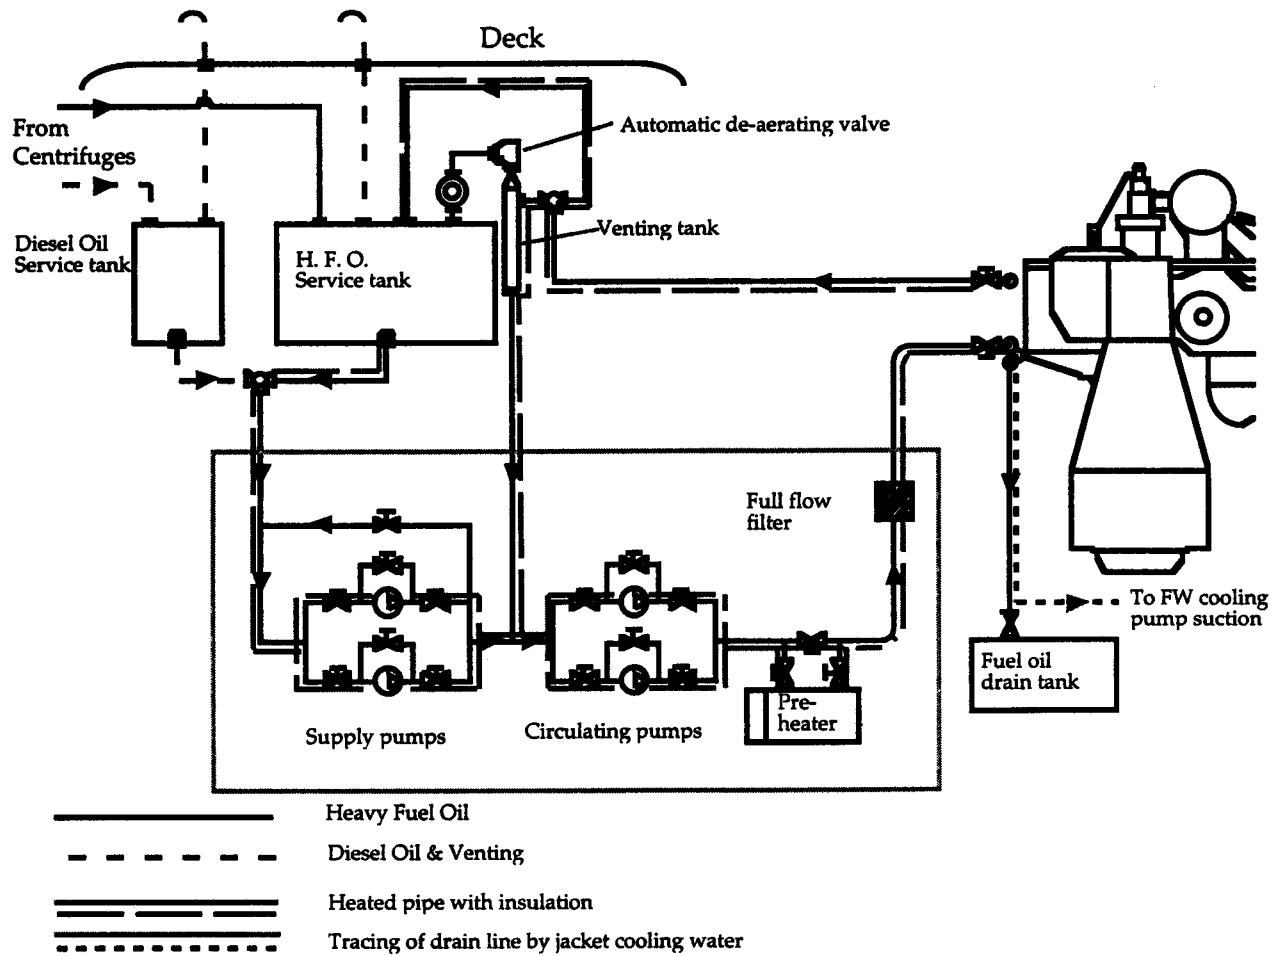 Deck
Automatic de-aerating valve
From
Centrifuges
Venting tank
Diesel Oil
Service tank
H. F. O.
Service tank
Full flow
filter
To FW cooling
pump suction
Fuel oil
drain tank
Pre-
heater
Supply pumps
Circulating pumps
Heavy Fuel Oil
Diesel Oil & Venting
Heated pipe with insulation
Tracing of drain line by jacket cooling water